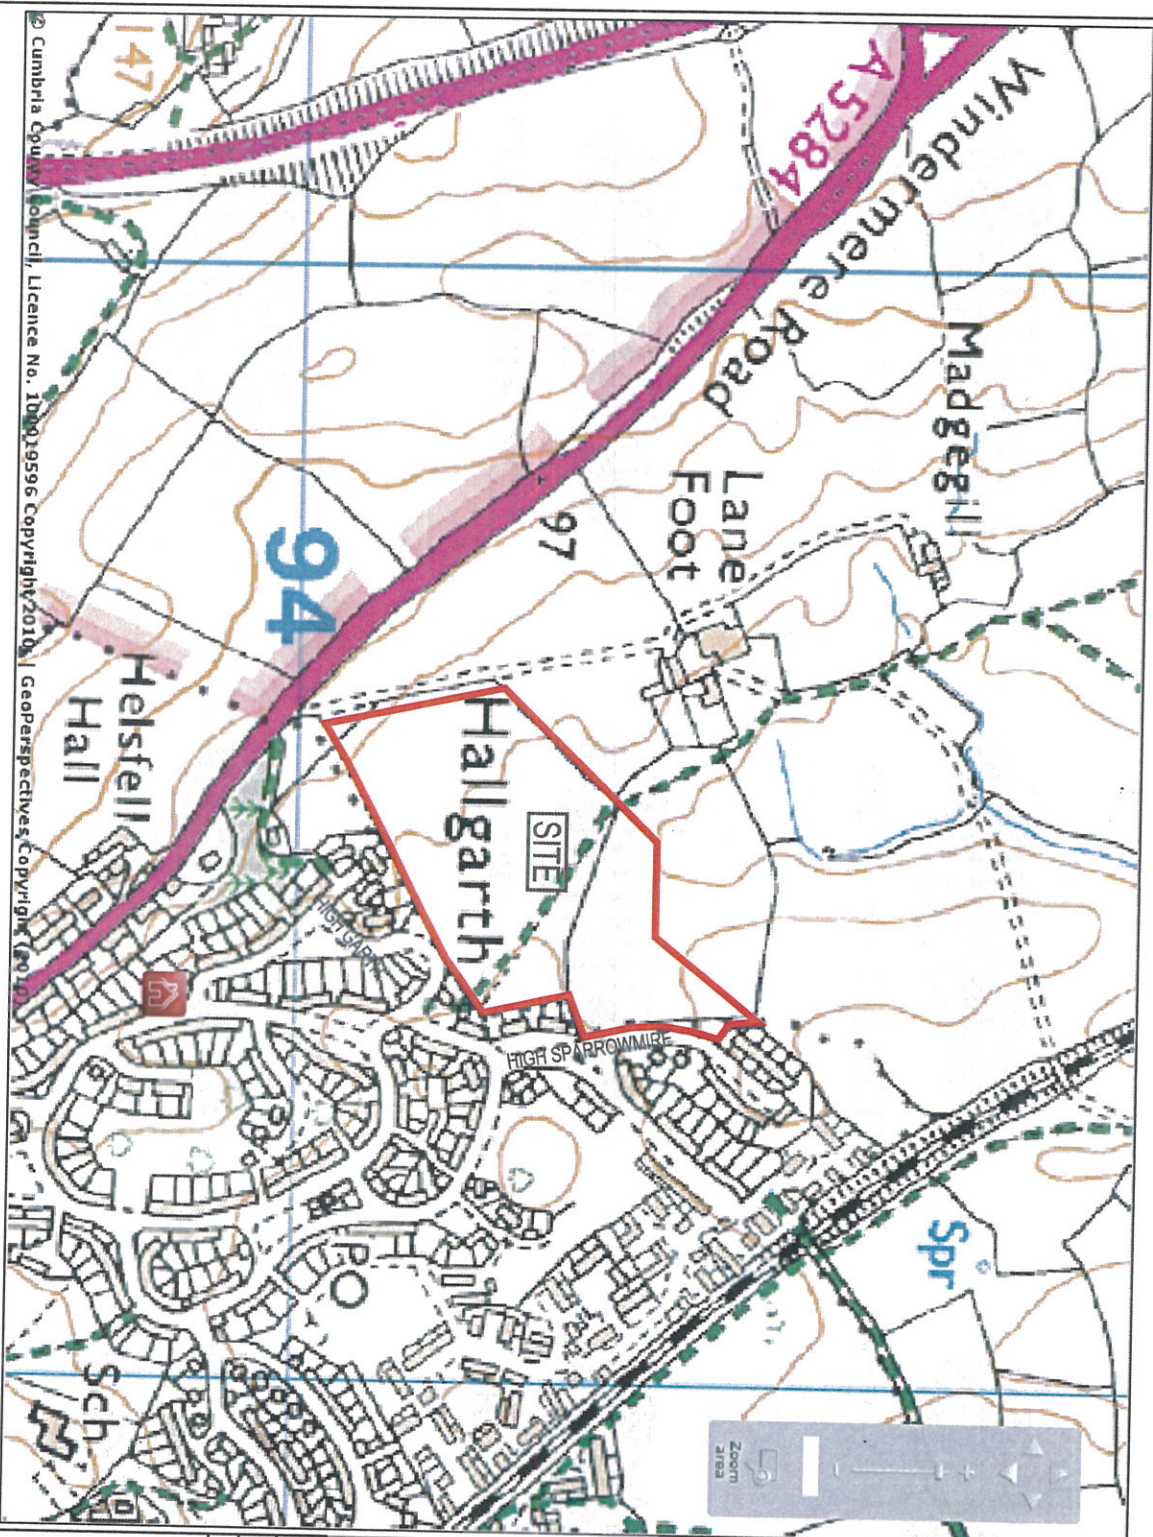 Windermere Road
A 5284
Madgegill
Lane
Foot
97
94
147
Helsfell
Hall
Hallgarth
SITE
HIGH GARTH
HIGH SPARROWMIRE
Spr
Sch
Zoom
area
© Cumbria County Council, Licence No. 100019596 Copyright 2010 | GeoPerspectives Copyright (2010)